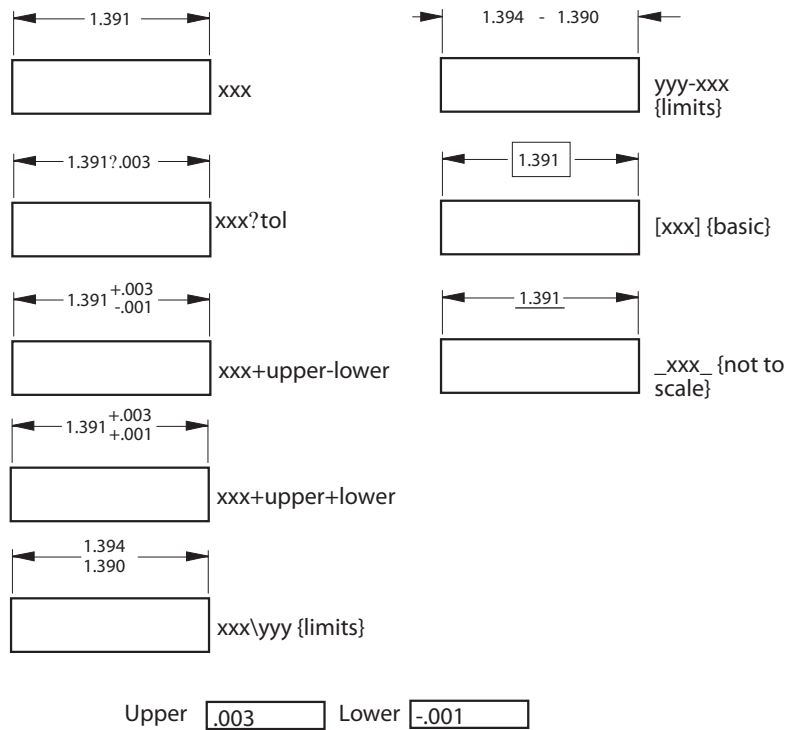 1.391
xxx
1.391?.003
xxx?tol
1.391 +.003
-.001
xxx+upper-lower
1.391 +.003
+.001
xxx+upper+lower
1.394
1.390
xxx\yyy {limits}
1.394 - 1.390
yyy-xxx
{limits}
1.391
[xxx] {basic}
1.391
_xxx_ {not to
scale}
Upper .003 Lower -.001